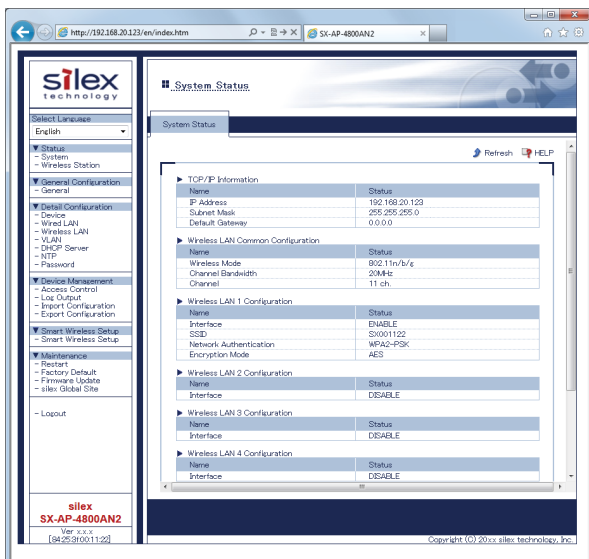 http://192.168.20.123/en/index.htm
SX-AP-4800AN2
silex
technology
Select Language
English
▼ Status
- System
- Wireless Station
▼ General Configuration
- General
▼ Detail Configuration
- Device
- Wired LAN
- Wireless LAN
- VLAN
- DHCP Server
- NTP
- Password
▼ Device Management
- Access Control
- Log Output
- Import Configuration
- Export Configuration
▼ Smart Wireless Setup
- Smart Wireless Setup
▼ Maintenance
- Restart
- Factory Default
- Firmware Update
- silex Global Site
- Logout
silex
SX-AP-4800AN2
Ver x.x.x
[84:25:3f:00:11:22]
System Status
System Status
Refresh HELP
▶ TCP/IP Information
Name Status
IP Address 192.168.20.123
Subnet Mask 255.255.255.0
Default Gateway 0.0.0.0
▶ Wireless LAN Common Configuration
Name Status
Wireless Mode 802.11n/b/g
Channel Bandwidth 20MHz
Channel 11 ch.
▶ Wireless LAN 1 Configuration
Name Status
Interface ENABLE
SSID SX001122
Network Authentication WPA2-PSK
Encryption Mode AES
▶ Wireless LAN 2 Configuration
Name Status
Interface DISABLE
▶ Wireless LAN 3 Configuration
Name Status
Interface DISABLE
▶ Wireless LAN 4 Configuration
Name Status
Interface DISABLE
Copyright (C) 20xx silex technology, Inc.